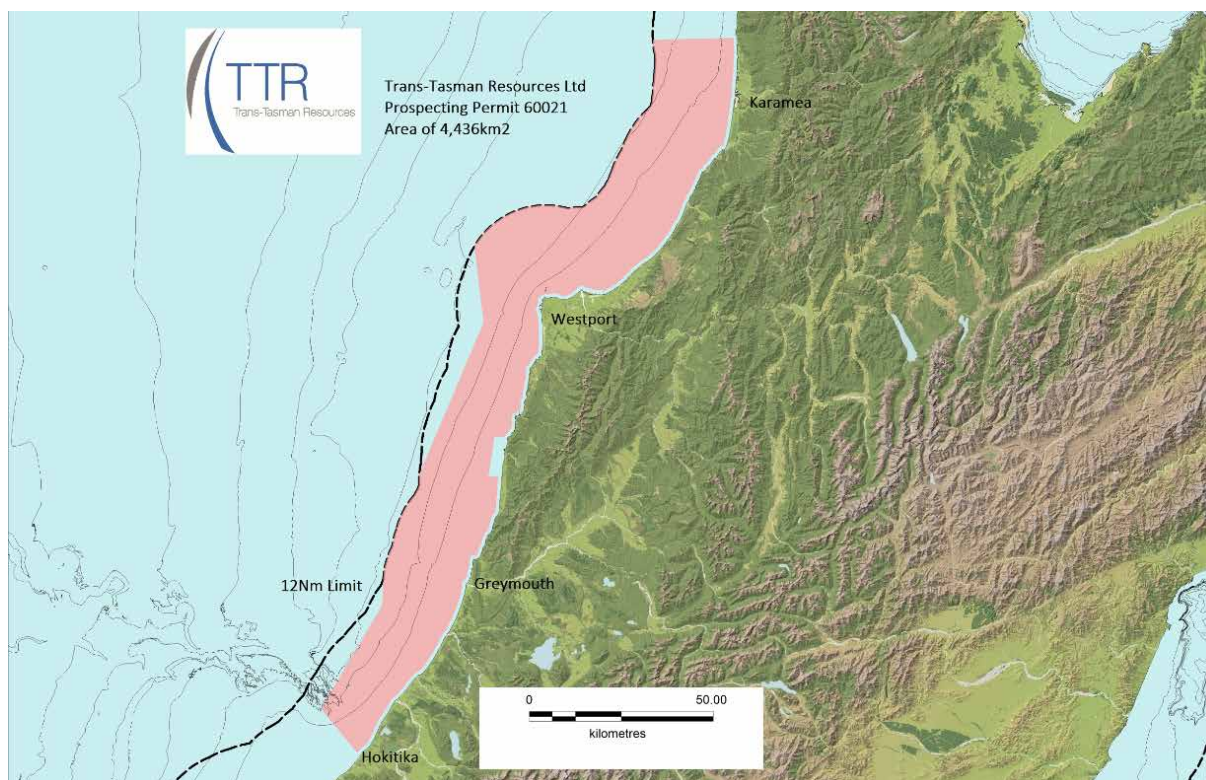 TTR
Trans-Tasman Resources
Trans-Tasman Resources Ltd
Prospecting Permit 60021
Area of 4,436km2
Karamea
Westport
12Nm Limit
Greymouth
0 50.00
kilometres
Hokitika